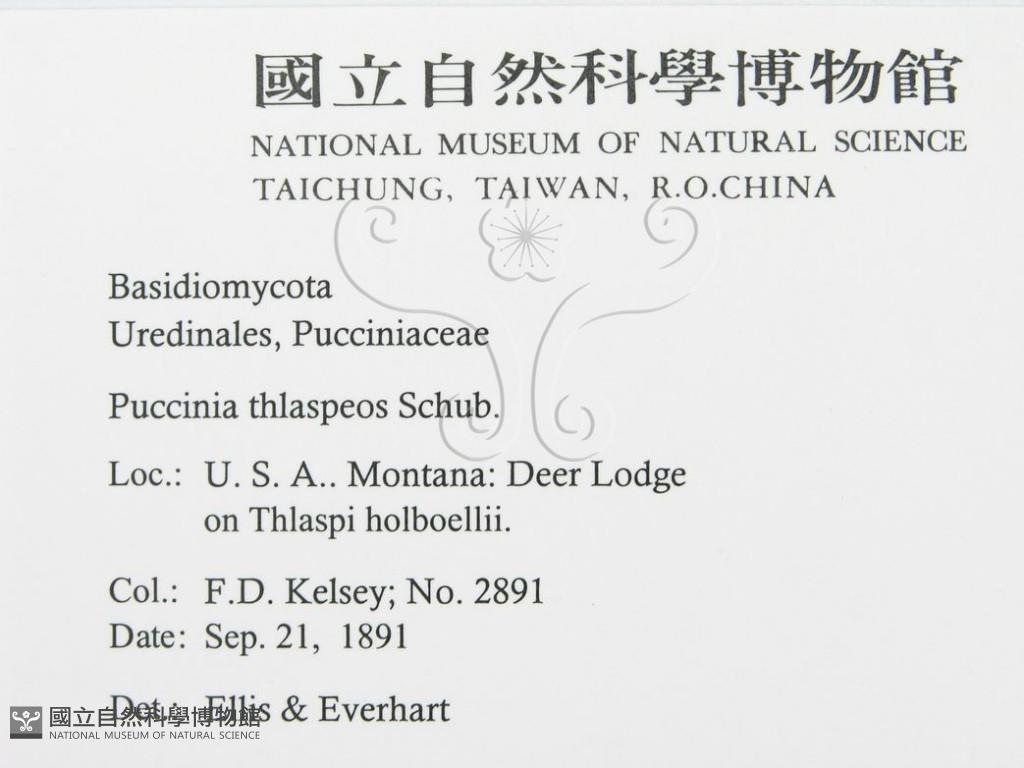 國立自然科學博物館
NATIONAL MUSEUM OF NATURAL SCIENCE
TAICHUNG, TAIWAN, R.O.CHINA
Basidiomycota
Uredinales, Pucciniaceae
Puccinia thlaspeos Schub.
Loc.: U. S. A.. Montana: Deer Lodge
on Thlaspi holboellii.
Col.: F.D. Kelsey; No. 2891
Date: Sep. 21, 1891
Det.: Ellis & Everhart
國立自然科學博物館
NATIONAL MUSEUM OF NATURAL SCIENCE